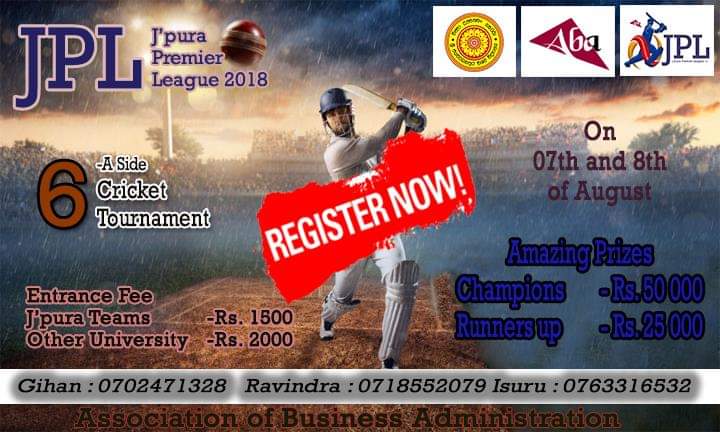 JPL
J'pura
Premier
League 2018
Aba
JPL
On
07th and 8th
of August
6
-A Side
Cricket
Tournament
REGISTER NOW!
Amazing Prizes
Champions - Rs. 50 000
Runners up - Rs. 25 000
Entrance Fee
J'pura Teams -Rs. 1500
Other University -Rs. 2000
Gihan : 0702471328 Ravindra : 0718552079 Isuru : 0763316532
Association of Business Administration